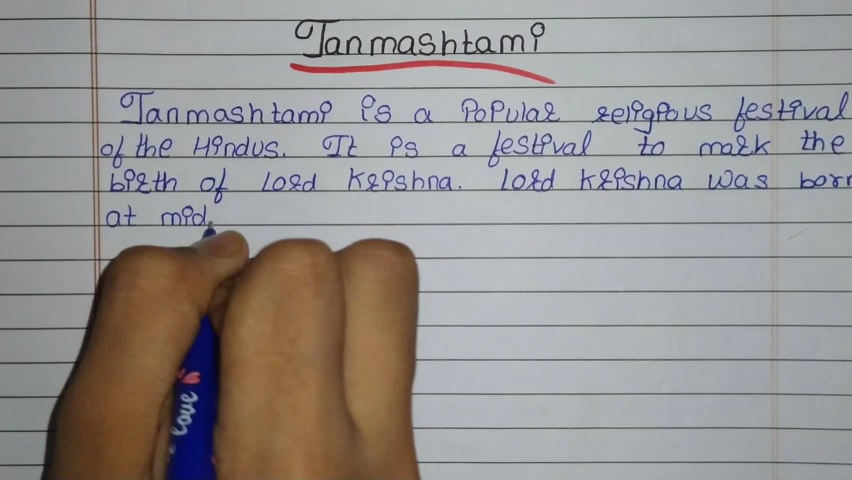 Janmashtami
Janmashtami is a popular religious festival
of the Hindus. It is a festival to mark the
birth of Lord Krishna. Lord Krishna was born
at mid
love